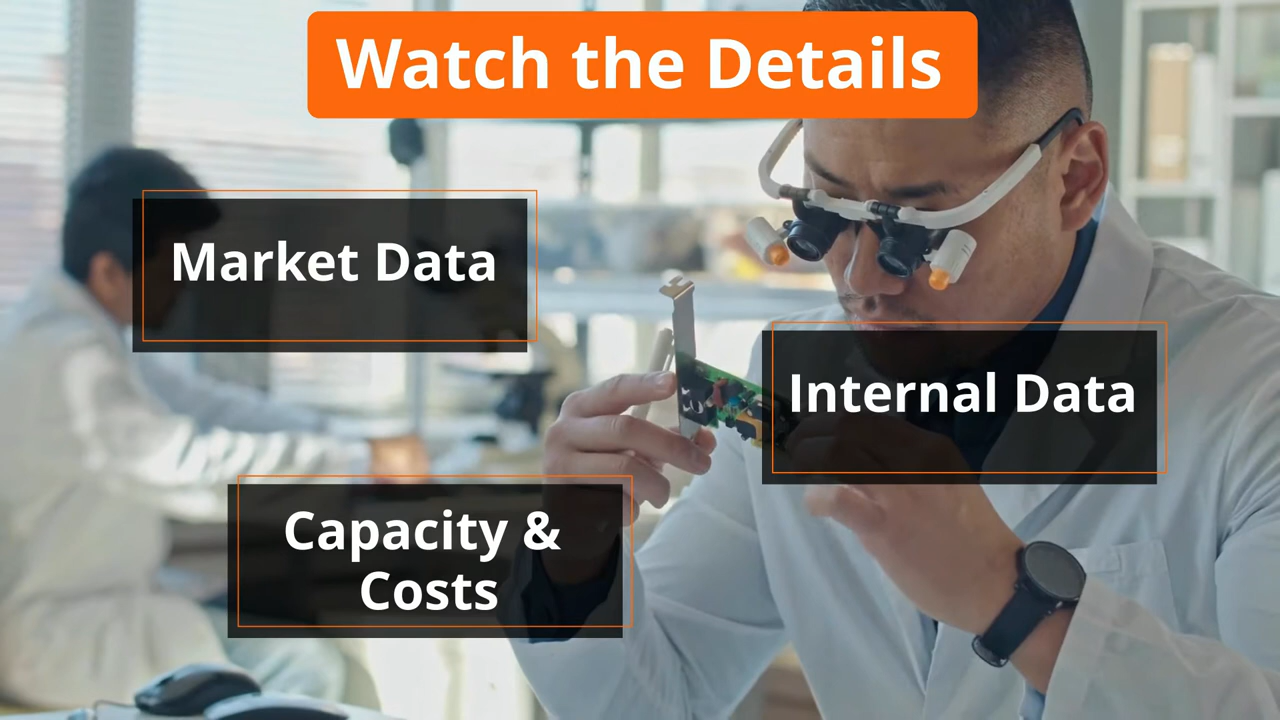 Watch the Details
Market Data
Internal Data
Capacity &
Costs